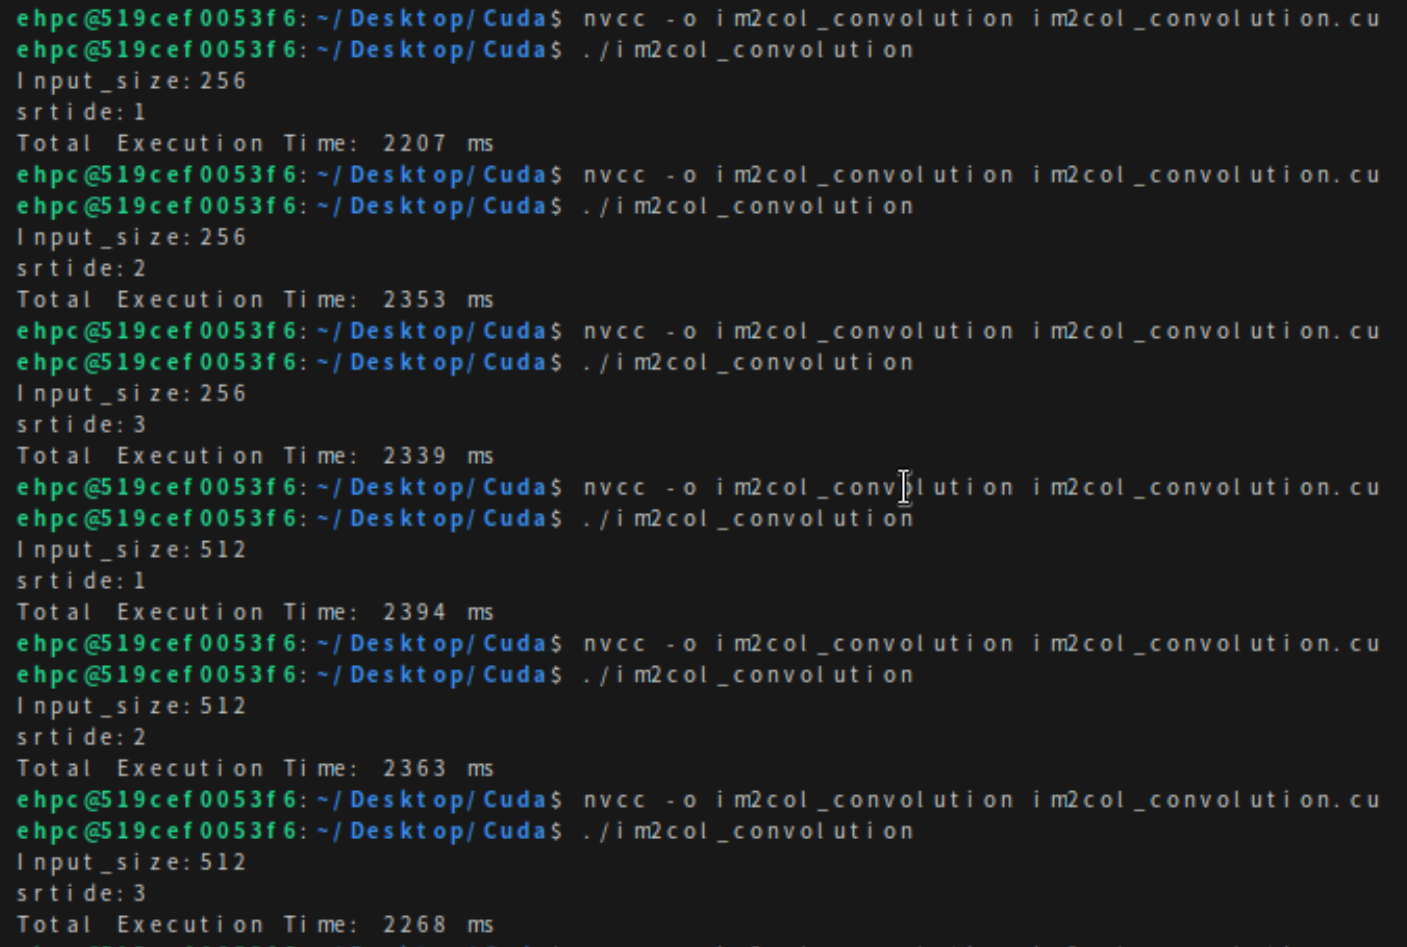 ehpc@519cef0053f6:~/Desktop/Cuda$ nvcc -o im2col_convolution im2col_convolution.cu
ehpc@519cef0053f6:~/Desktop/Cuda$ ./im2col_convolution
Input_size:256
srtide:1
Total Execution Time: 2207 ms
ehpc@519cef0053f6:~/Desktop/Cuda$ nvcc -o im2col_convolution im2col_convolution.cu
ehpc@519cef0053f6:~/Desktop/Cuda$ ./im2col_convolution
Input_size:256
srtide:2
Total Execution Time: 2353 ms
ehpc@519cef0053f6:~/Desktop/Cuda$ nvcc -o im2col_convolution im2col_convolution.cu
ehpc@519cef0053f6:~/Desktop/Cuda$ ./im2col_convolution
Input_size:256
srtide:3
Total Execution Time: 2339 ms
ehpc@519cef0053f6:~/Desktop/Cuda$ nvcc -o im2col_convolution im2col_convolution.cu
ehpc@519cef0053f6:~/Desktop/Cuda$ ./im2col_convolution
Input_size:512
srtide:1
Total Execution Time: 2394 ms
ehpc@519cef0053f6:~/Desktop/Cuda$ nvcc -o im2col_convolution im2col_convolution.cu
ehpc@519cef0053f6:~/Desktop/Cuda$ ./im2col_convolution
Input_size:512
srtide:2
Total Execution Time: 2363 ms
ehpc@519cef0053f6:~/Desktop/Cuda$ nvcc -o im2col_convolution im2col_convolution.cu
ehpc@519cef0053f6:~/Desktop/Cuda$ ./im2col_convolution
Input_size:512
srtide:3
Total Execution Time: 2268 ms